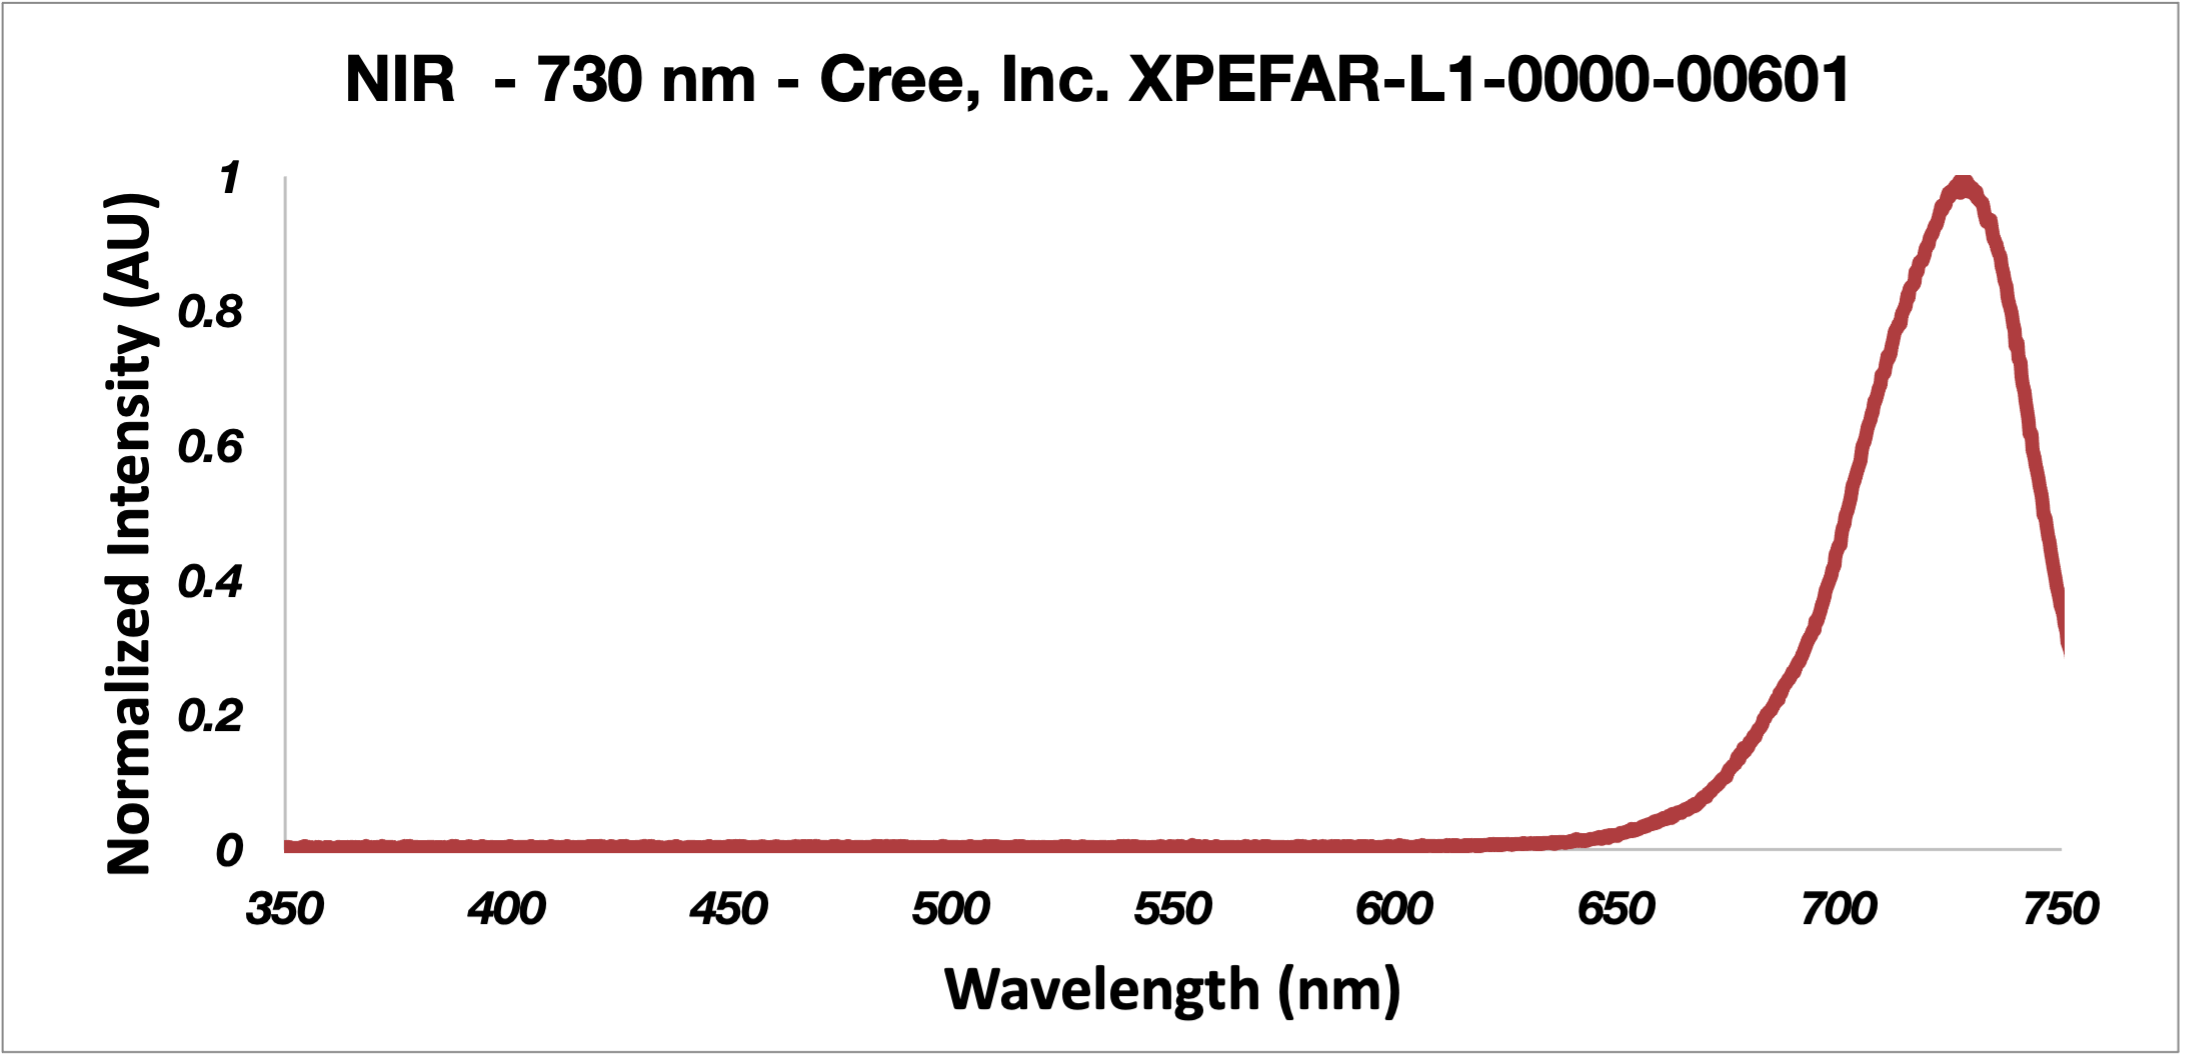 NIR  - 730 nm - Cree, Inc. XPEFAR-L1-0000-00601
Normalized Intensity (AU)
1
0.8
0.6
0.4
0.2
0
350 400 450 500 550 600 650 700 750
Wavelength (nm)